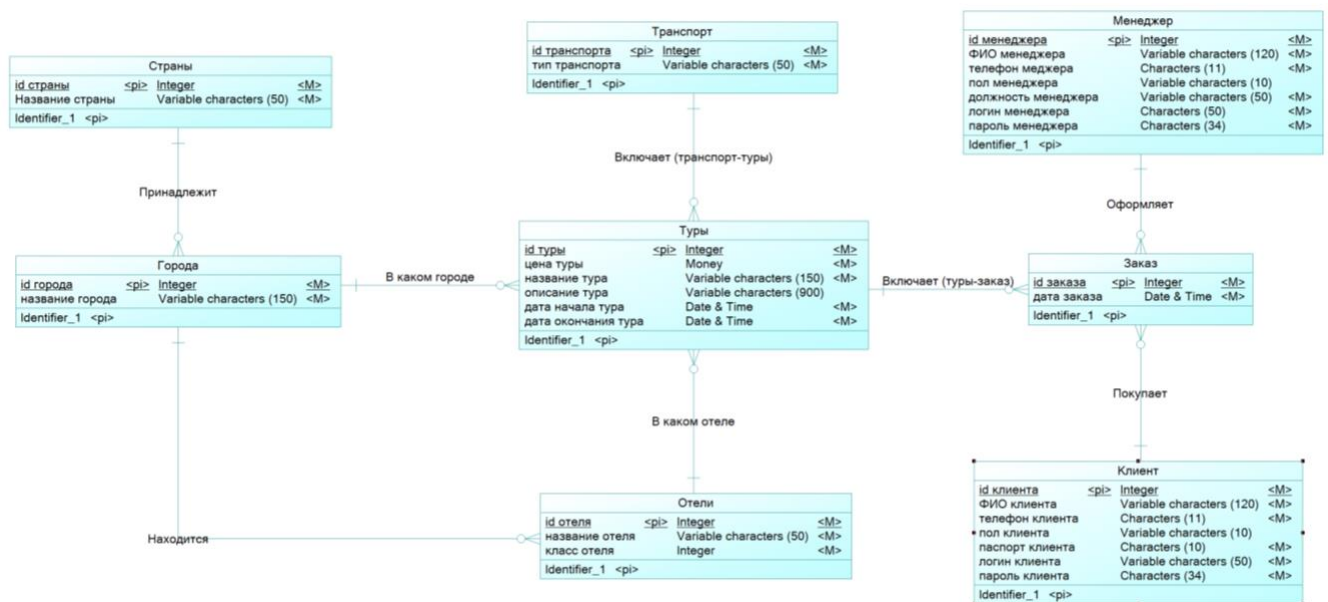 Страны
id страны <pi> Integer <M>
Название страны Variable characters (50) <M>
Identifier_1 <pi>
Принадлежит
Города
id города <pi> Integer <M>
название города Variable characters (150) <M>
Identifier_1 <pi>
В каком городе
Находится
Транспорт
id транспорта <pi> Integer <M>
тип транспорта Variable characters (50) <M>
Identifier_1 <pi>
Включает (транспорт-туры)
Туры
id туры <pi> Integer <M>
цена туры Money <M>
название тура Variable characters (150) <M>
описание тура Variable characters (900)
дата начала тура Date & Time <M>
дата окончания тура Date & Time <M>
Identifier_1 <pi>
В каком отеле
Отели
id отеля <pi> Integer <M>
название отеля Variable characters (50) <M>
класс отеля Integer <M>
Identifier_1 <pi>
Включает (туры-заказ)
Менеджер
id менеджера <pi> Integer <M>
ФИО менеджера Variable characters (120) <M>
телефон меджера Characters (11) <M>
пол менеджера Variable characters (10)
должность менеджера Variable characters (50) <M>
логин менеджера Characters (50) <M>
пароль менеджера Characters (34) <M>
Identifier_1 <pi>
Оформляет
Заказ
id заказа <pi> Integer <M>
дата заказа Date & Time <M>
Identifier_1 <pi>
Покупает
Клиент
id клиента <pi> Integer <M>
ФИО клиента Variable characters (120) <M>
телефон клиента Characters (11) <M>
пол клиента Variable characters (10)
паспорт клиента Characters (10) <M>
логин клиента Variable characters (50) <M>
пароль клиента Characters (34) <M>
Identifier_1 <pi>